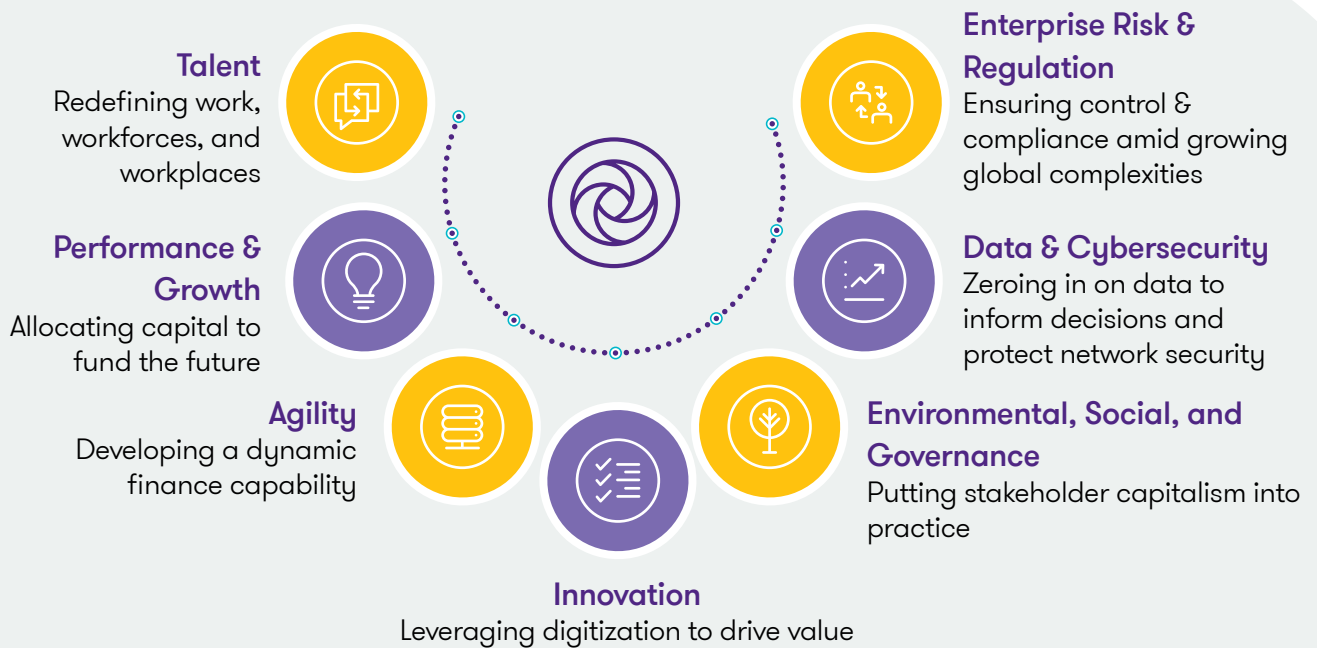 Talent
Redefining work,
workforces, and
workplaces
Performance &
Growth
Allocating capital to
fund the future
Agility
Developing a dynamic
finance capability
Innovation
Leveraging digitization to drive value
Environmental, Social, and
Governance
Putting stakeholder capitalism into
practice
Data & Cybersecurity
Zeroing in on data to
inform decisions and
protect network security
Enterprise Risk &
Regulation
Ensuring control &
compliance amid growing
global complexities